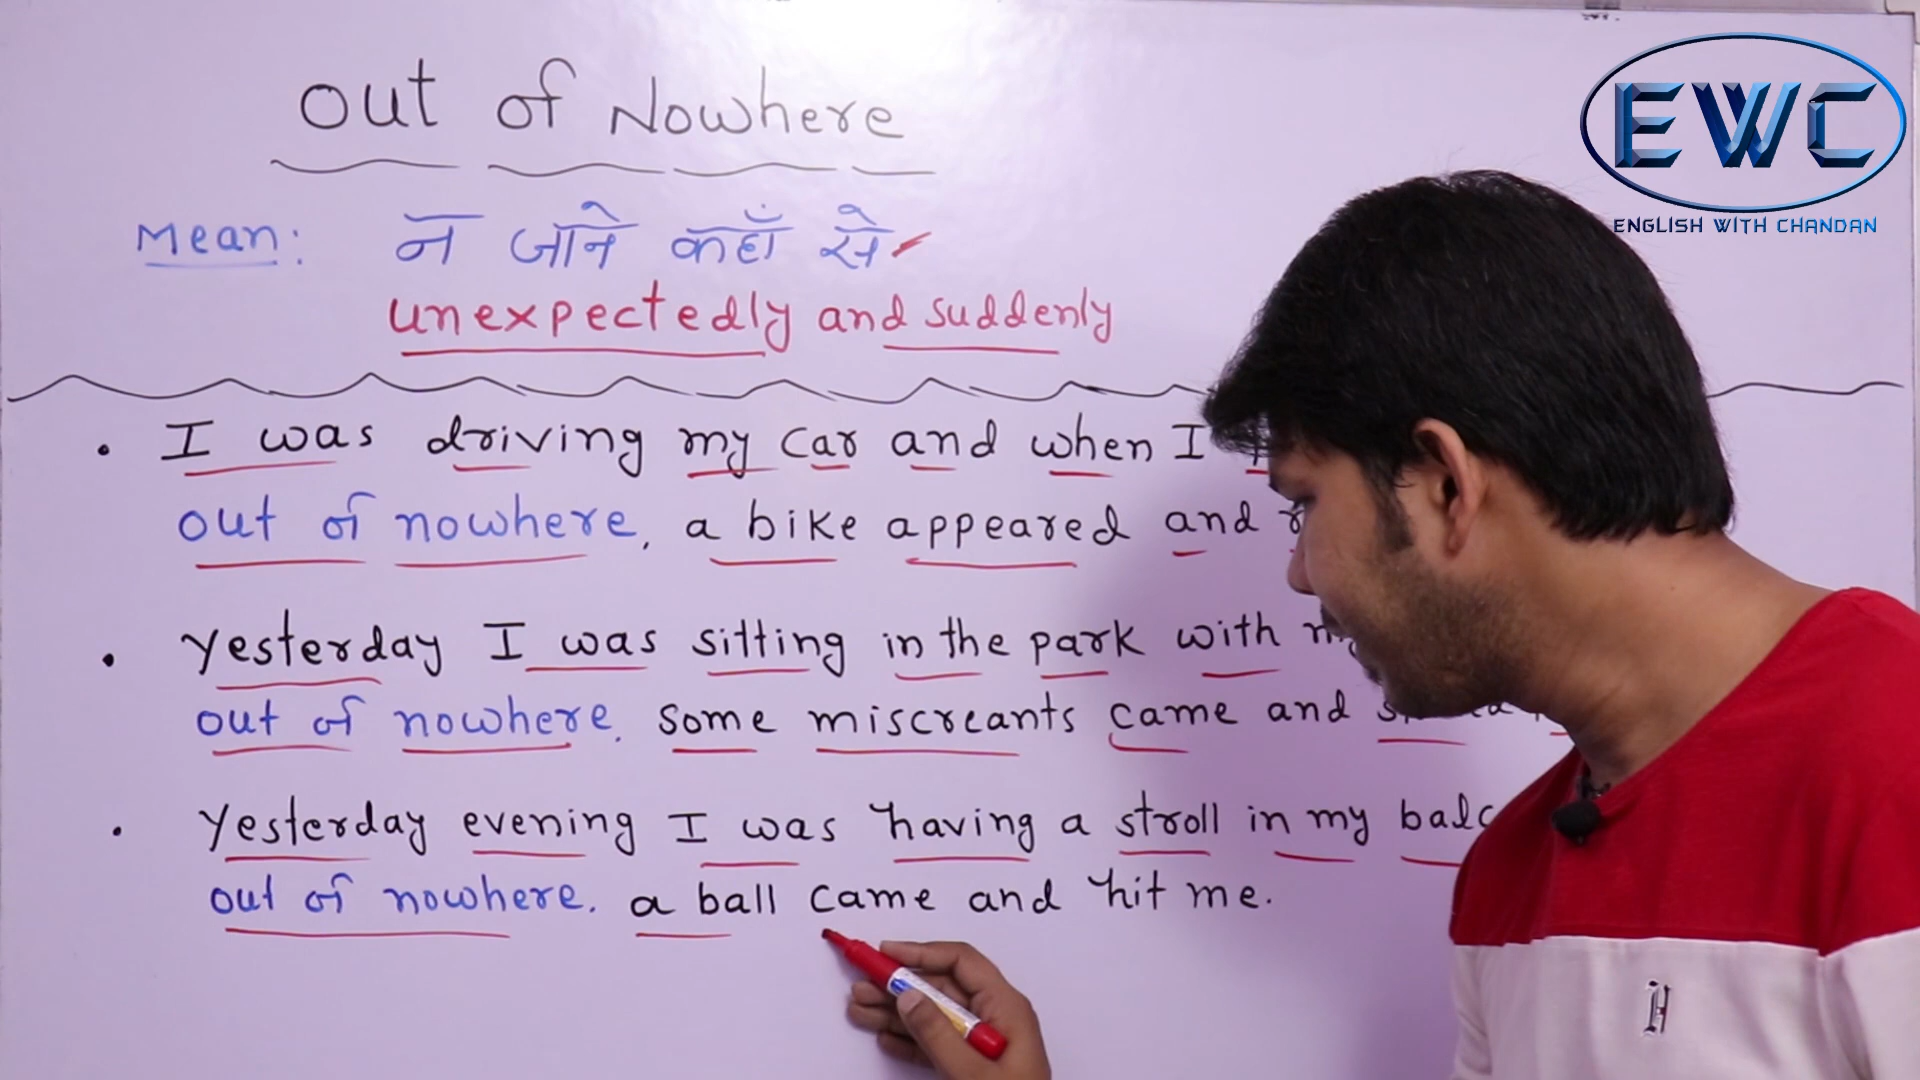 out of Nowhere
EWC
ENGLISH WITH CHANDAN
Mean: न जाने कहाँ से
unexpectedly and suddenly
• I was driving my car and when I
out of nowhere, a bike appeared and
• Yesterday I was sitting in the park with
out of nowhere, some miscreants came and
• Yesterday evening I was having a stroll in my
out of nowhere. a ball came and hit me.
H